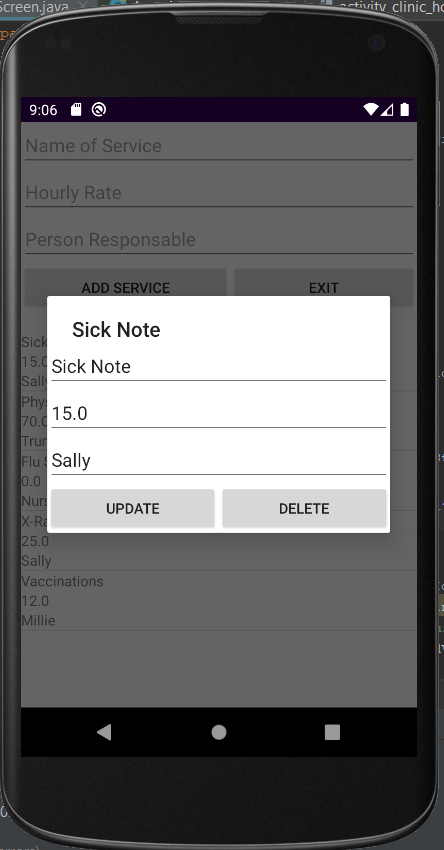 Screen.java
activity_clinic_ho
9:06
Name of Service
Hourly Rate
Person Responsable
ADD SERVICE EXIT
Sick Note
Sick Note
15.0
Sally
UPDATE DELETE
Sick
15.0
Sally
Phys
70.0
Trun
Flu S
0.0
Nurs
X-Ra
25.0
Sally
Vaccinations
12.0
Millie